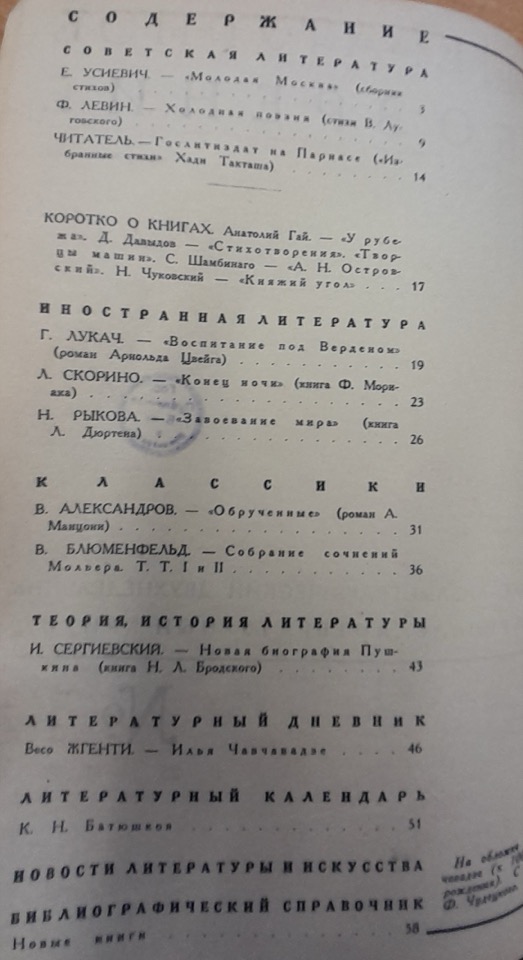 СОДЕРЖАНИЕ
СОВЕТСКАЯ ЛИТЕРАТУРА
Е. УСИЕВИЧ. — «Молодая Москва» (сборник
стихов) . . . . . . . . . . 3
Ф. ЛЕВИН. — Холодная поэзия (стихи В. Лу-
говского) . . . . . . . . . . 9
ЧИТАТЕЛЬ. — Гослитиздат на Парнасе («Из-
бранные стихи» Хади Такташа) . . . . . 14
КОРОТКО О КНИГАХ. Анатолий Гай. — «У рубе-
жа». Д. Давыдов — «Стихотворения». «Твор-
цы машин». С. Шамбинаго — «А. Н. Остров-
ский». Н. Чуковский — «Княжий угол» . . . 17
ИНОСТРАННАЯ ЛИТЕРАТУРА
Г. ЛУКАЧ. — «Воспитание под Верденом»
(роман Арнольда Цвейга) . . . . . . . 19
Л. СКОРИНО. — «Конец ночи» (книга Ф. Мори-
ака) . . . . . . . . . . . 23
Н. РЫКОВА. — «Завоевание мира» (книга
Л. Дюртена) . . . . . . . . . . 26
КЛАССИКИ
В. АЛЕКСАНДРОВ. — «Обрученные» (роман А.
Манцони) . . . . . . . . . . 31
В. БЛЮМЕНФЕЛЬД. — Собрание сочнений
Мольера. Т. Т. I и II . . . . . . . 36
ТЕОРИЯ, ИСТОРИЯ ЛИТЕРАТУРЫ
И. СЕРГИЕВСКИЙ. — Новая биография Пуш-
кина (книга Н. Л. Бродского) . . . . . 43
ЛИТЕРАТУРНЫЙ ДНЕВНИК
Весо ЖГЕНТИ. — Илья Чавчавадзе . . . . 46
ЛИТЕРАТУРНЫЙ КАЛЕНДАРЬ
К. Н. Батюшков . . . . . . . . . 51
НОВОСТИ ЛИТЕРАТУРЫ И ИСКУССТВА
БИБЛИОГРАФИЧЕСКИЙ СПРАВОЧНИК
Новые книги . . . . . . . . . . 58
На обложке
рождения). С
Ф.